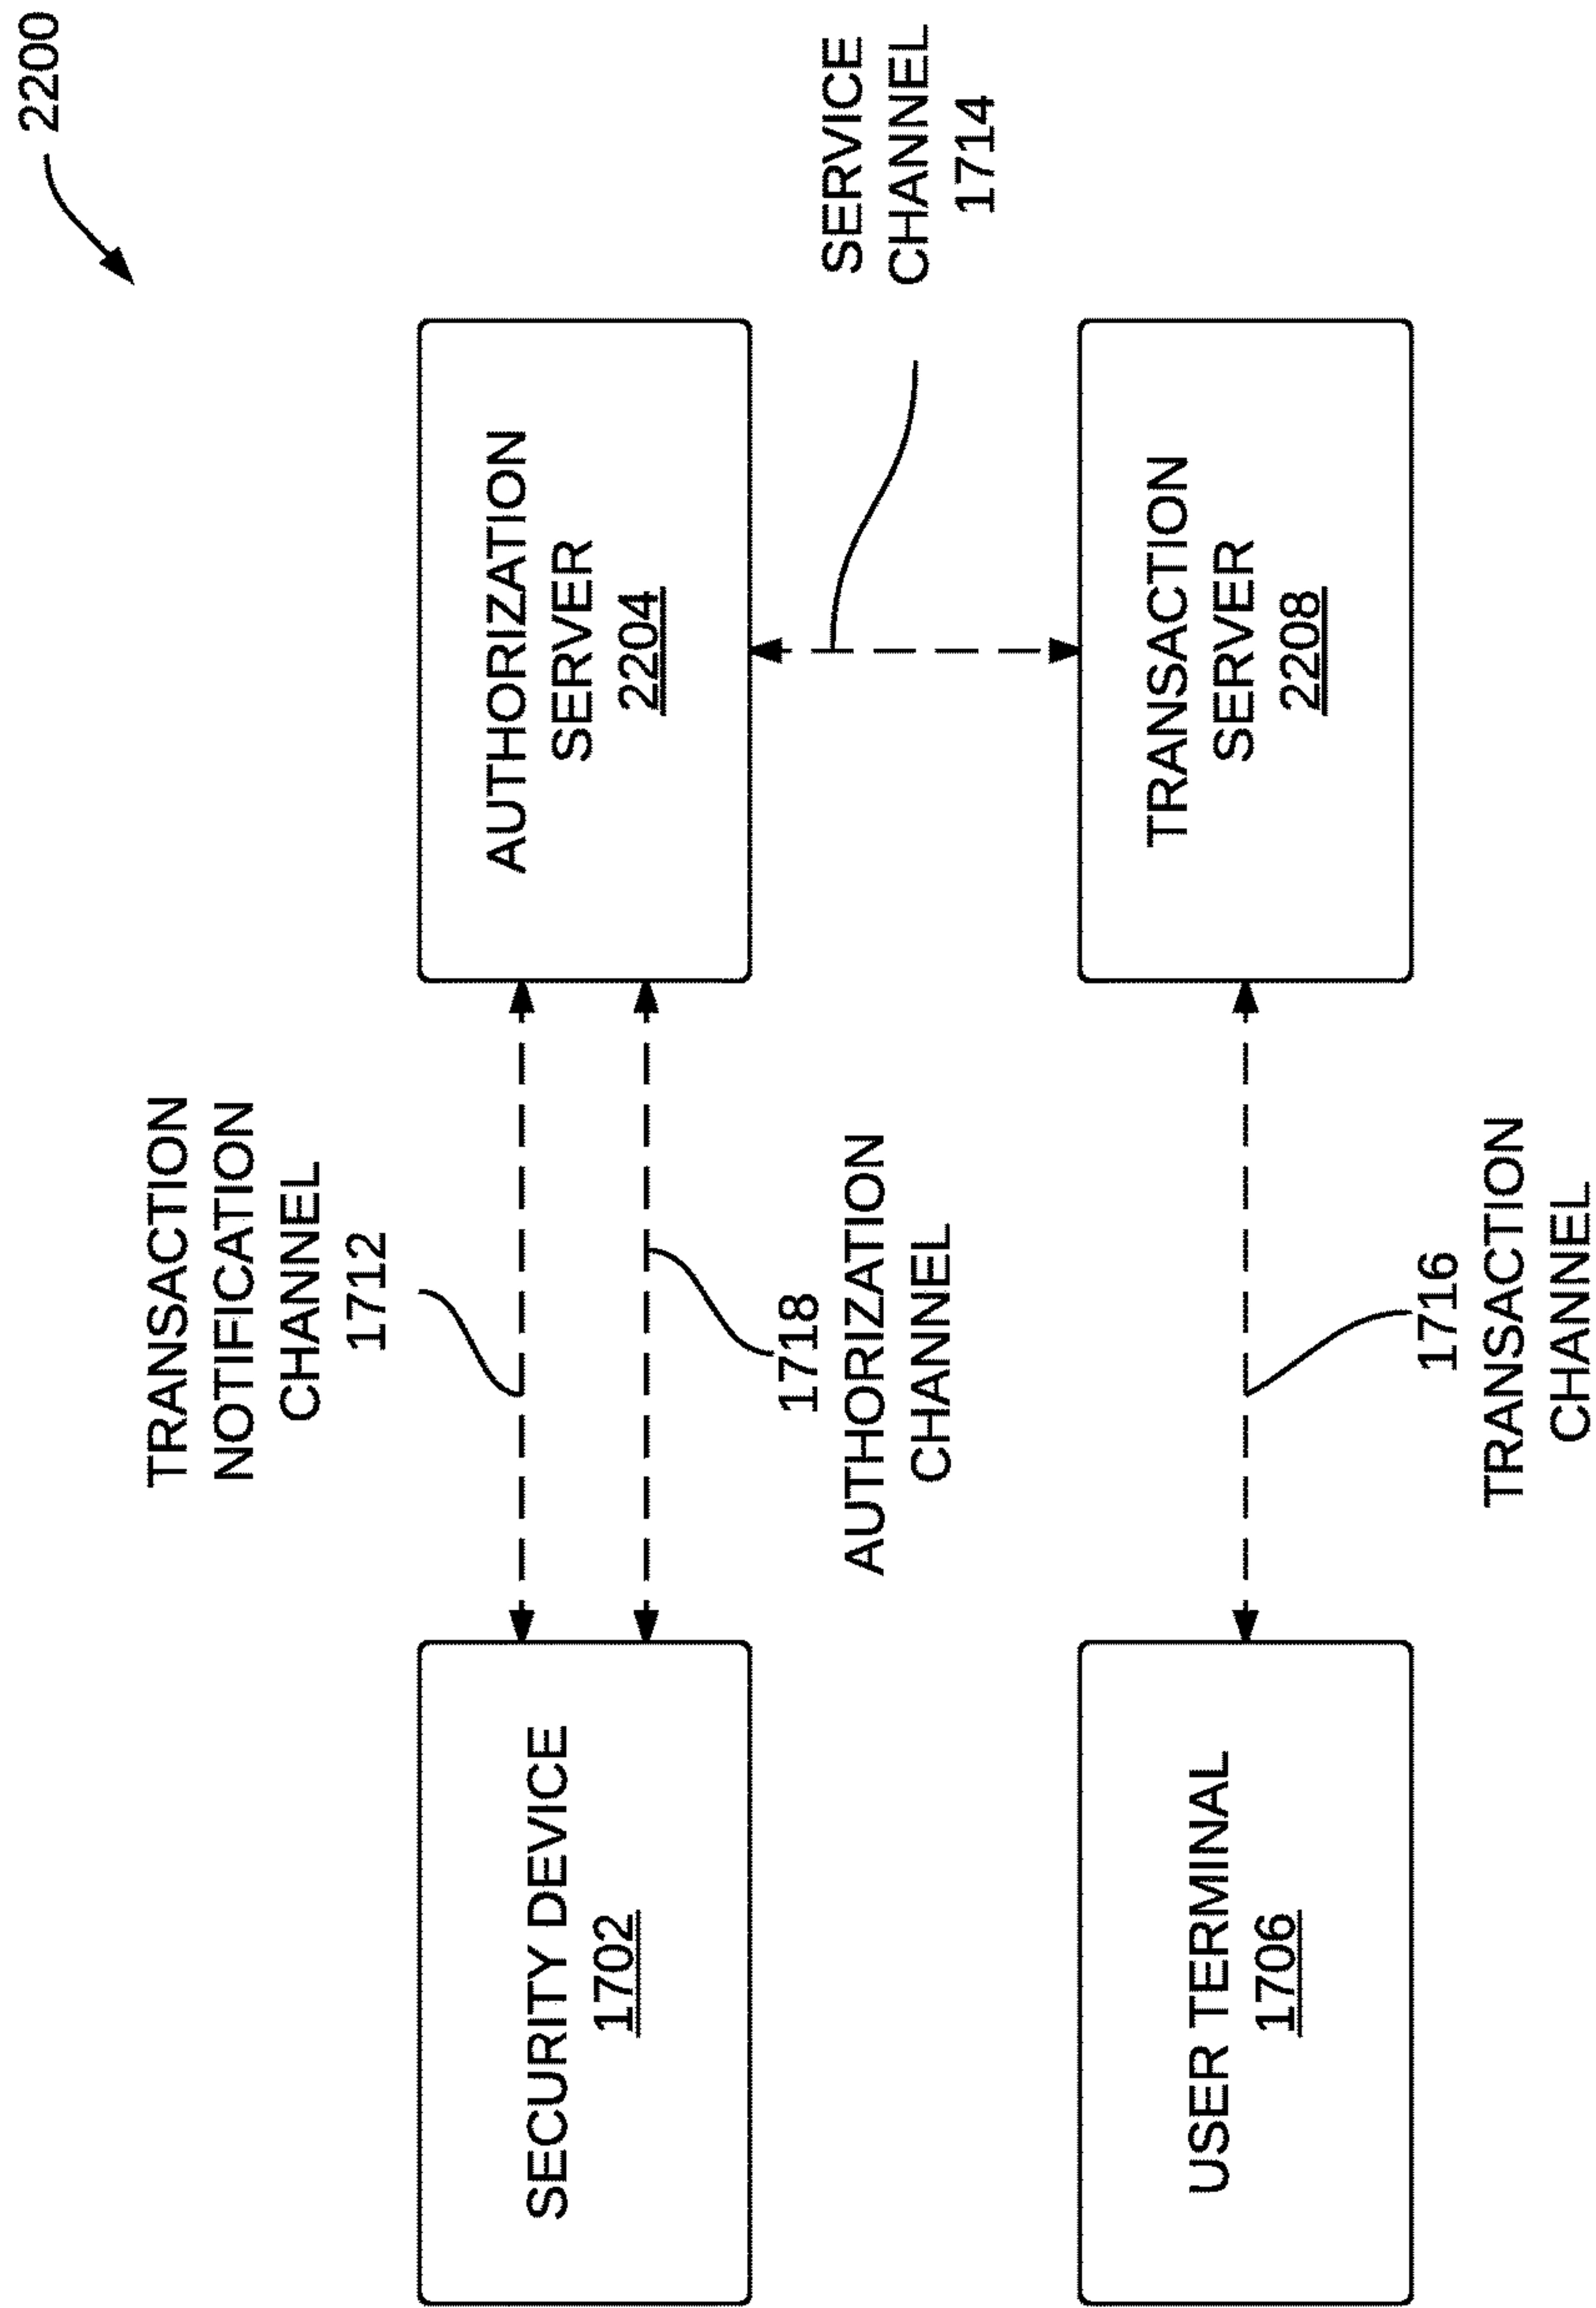 2200
TRANSACTION
NOTIFICATION
CHANNEL
1712
SECURITY DEVICE
1702
AUTHORIZATION
SERVER
2204
1718
AUTHORIZATION
CHANNEL
SERVICE
CHANNEL
1714
USER TERMINAL
1706
TRANSACTION
SERVER
2208
1716
TRANSACTION
CHANNEL